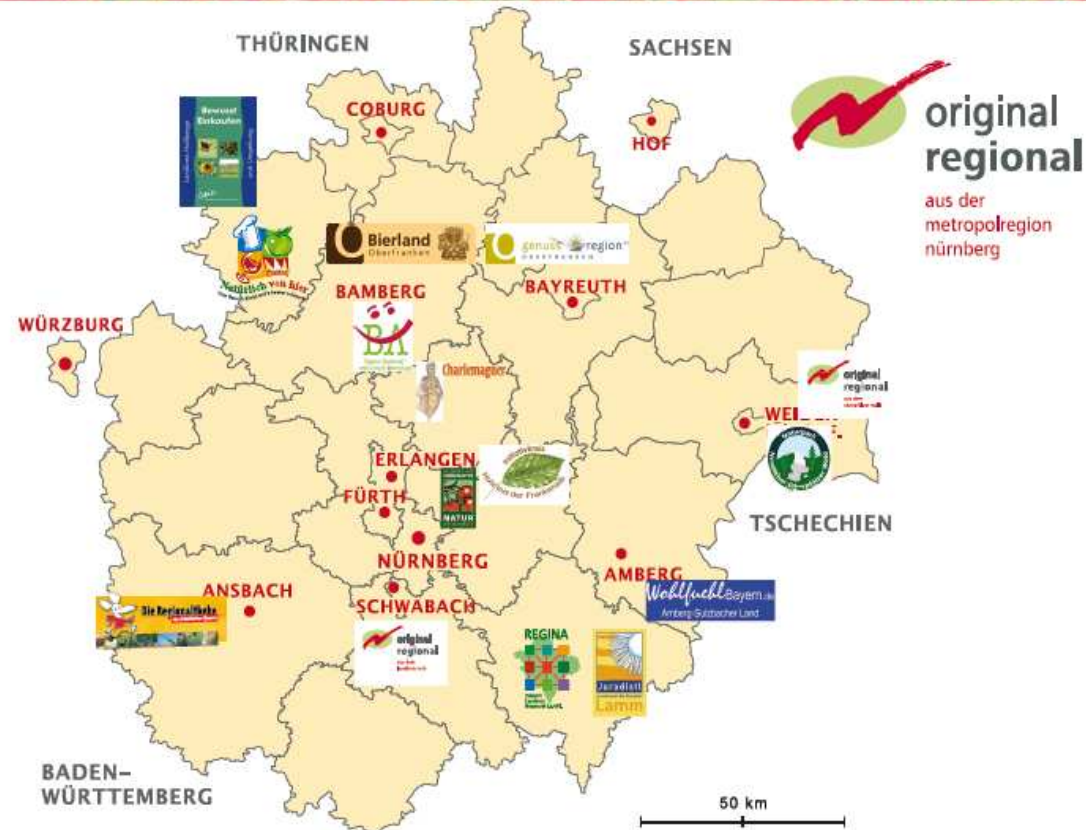 THÜRINGEN
SACHSEN
original
regional
aus der
metropolregion
nürnberg
COBURG
HOF
Bewusst
Einkaufen
Bierland
Oberfranken
genuss region
OBERFRANKEN
Natürlich von hier
BAMBERG
BA
BAYREUTH
WÜRZBURG
Charlemagner
original
regional
ERLANGEN
FÜRTH
NATUR
NÜRNBERG
TSCHECHIEN
AMBERG
WohlfuehlBayern.de
Amberg-Sulzbacher Land
ANSBACH
Die Regionaltheke
SCHWABACH
original
regional
REGINA
Juradistl
Lamm
BADEN-
WÜRTTEMBERG
50 km